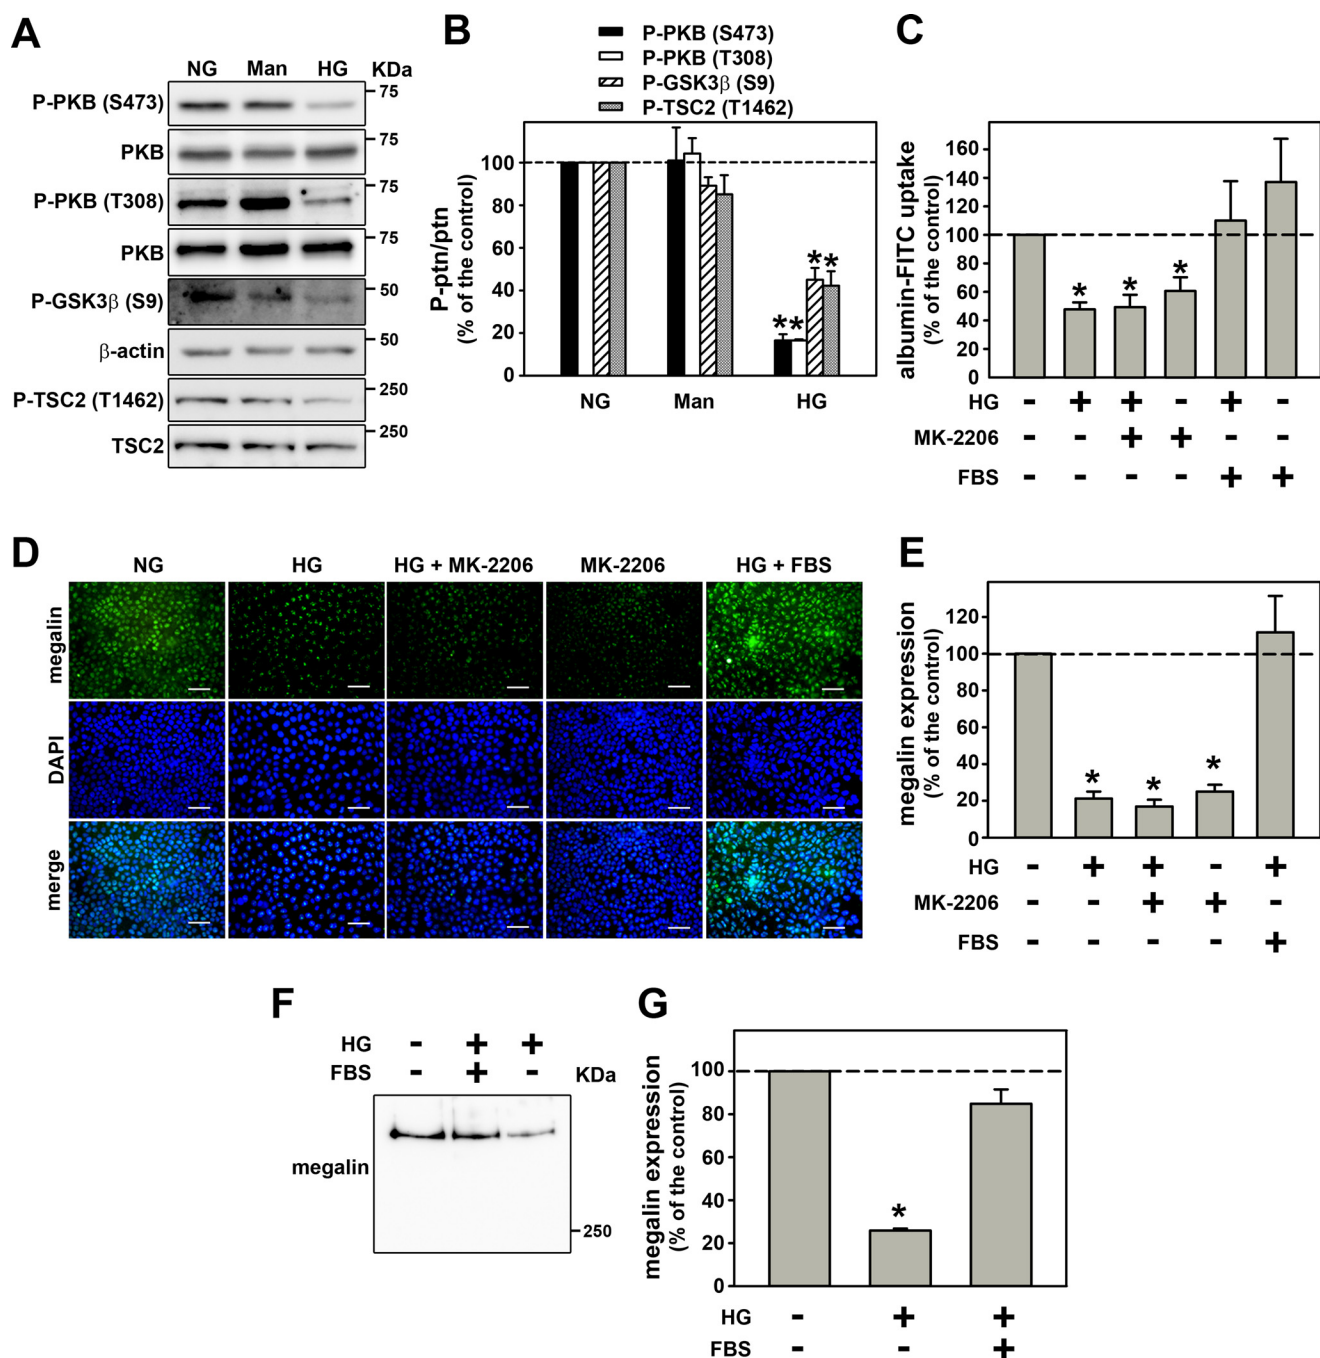 A
NG Man HG KDa
P-PKB (S473) 75
PKB 75
P-PKB (T308) 75
PKB 75
P-GSK3β (S9) 50
β-actin 50
P-TSC2 (T1462) 250
TSC2 250
B
P-PKB (S473)
P-PKB (T308)
P-GSK3β (S9)
P-TSC2 (T1462)
P-ptn/ptn
(% of the control)
100
80
60
40
20
0
* * * *
NG Man HG
C
albumin-FITC uptake
(% of the control)
160
140
120
100
80
60
40
20
0
* * *
HG - + + - + -
MK-2206 - - + + - -
FBS - - - - + +
D
NG HG HG + MK-2206 MK-2206 HG + FBS
megalin
DAPI
merge
E
megalin expression
(% of the control)
120
100
80
60
40
20
0
* * *
HG - + + - +
MK-2206 - - + + -
FBS - - - - +
F
HG - + +
FBS - + - KDa
megalin
250
G
megalin expression
(% of the control)
100
80
60
40
20
0
*
HG - + +
FBS - - +